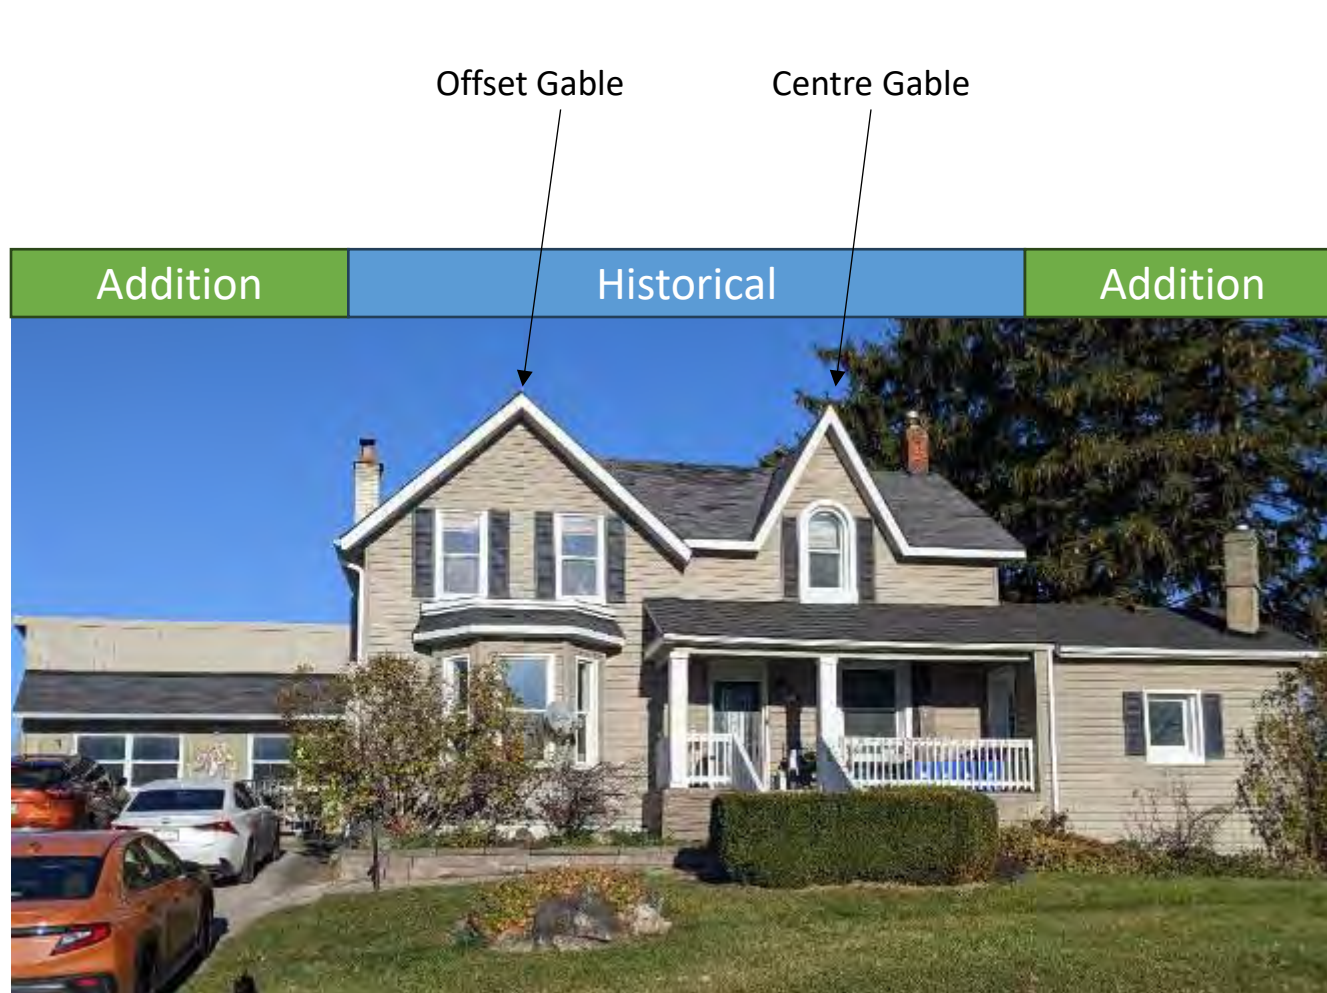 Offset Gable
Centre Gable
Addition
Historical
Addition